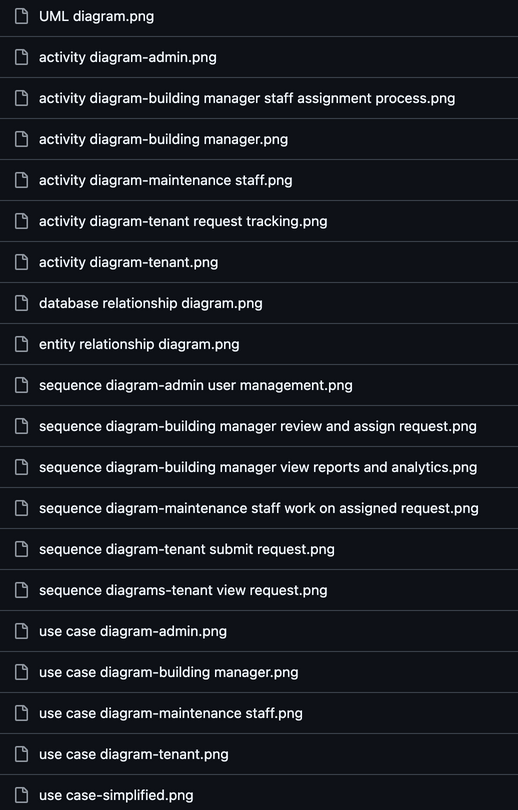 UML diagram.png
activity diagram-admin.png
activity diagram-building manager staff assignment process.png
activity diagram-building manager.png
activity diagram-maintenance staff.png
activity diagram-tenant request tracking.png
activity diagram-tenant.png
database relationship diagram.png
entity relationship diagram.png
sequence diagram-admin user management.png
sequence diagram-building manager review and assign request.png
sequence diagram-building manager view reports and analytics.png
sequence diagram-maintenance staff work on assigned request.png
sequence diagram-tenant submit request.png
sequence diagrams-tenant view request.png
use case diagram-admin.png
use case diagram-building manager.png
use case diagram-maintenance staff.png
use case diagram-tenant.png
use case-simplified.png